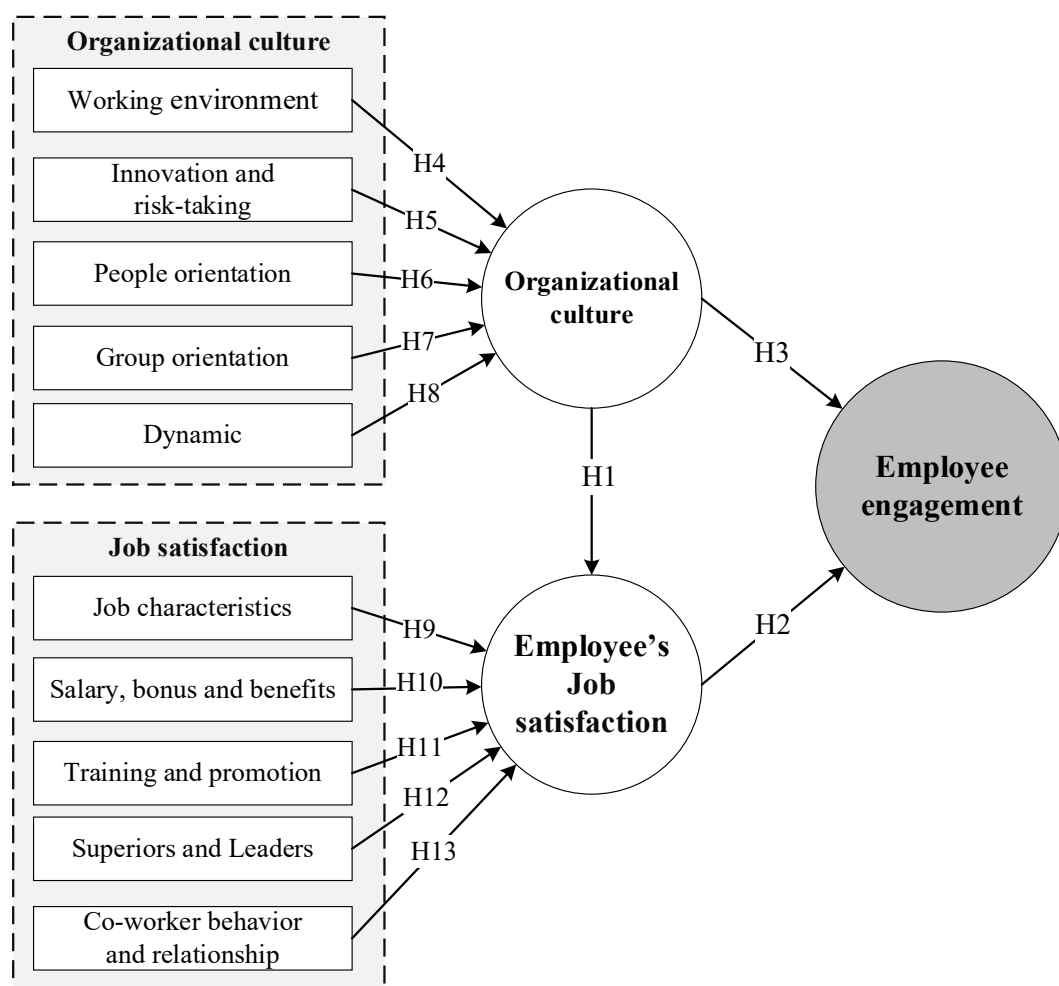 Organizational culture
Working environment
Innovation and
risk-taking
People orientation
Group orientation
Dynamic
H4
H5
H6
H7
H8
Organizational
culture
H3
H1
Employee
engagement
Job satisfaction
Job characteristics
Salary, bonus and benefits
Training and promotion
Superiors and Leaders
Co-worker behavior
and relationship
H9
H10
H11
H12
H13
Employee’s
Job
satisfaction
H2